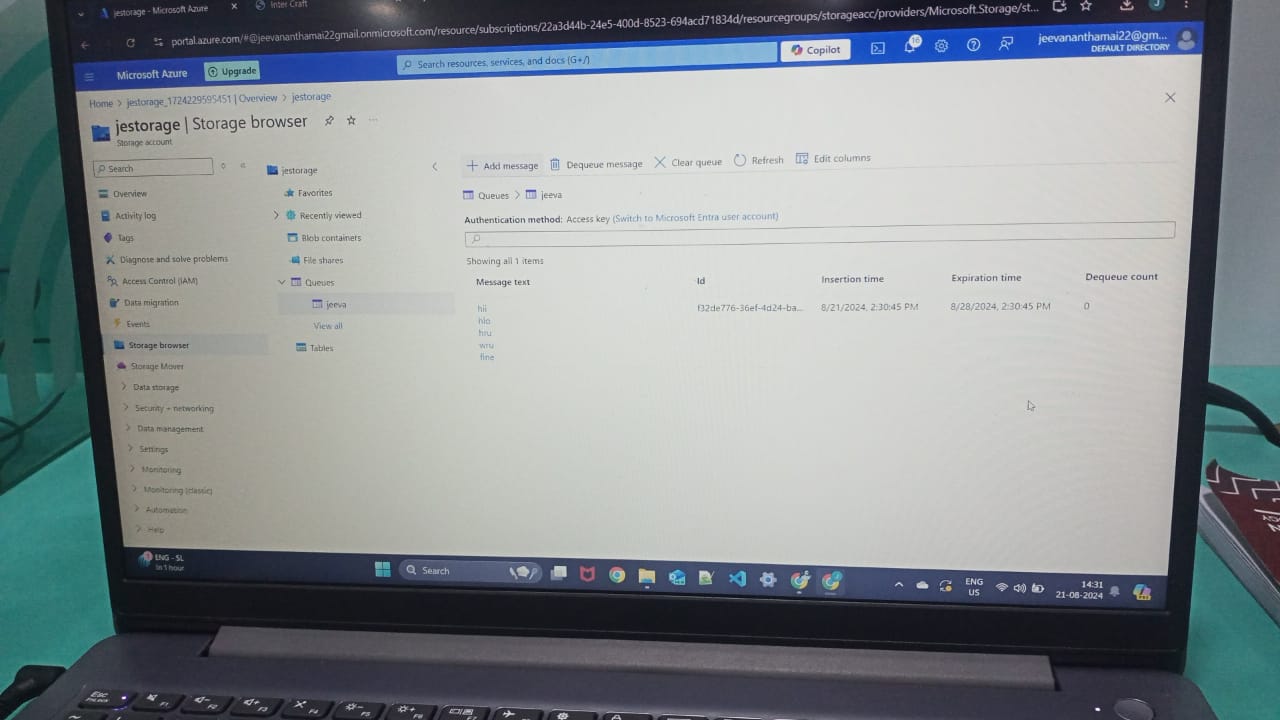 jestorage - Microsoft Azure
Inter Craft
portal.azure.com/#@jeevananthamai22gmail.onmicrosoft.com/resource/subscriptions/22a3d44b-24e5-400d-8523-694acd71834d/resourcegroups/storageacc/providers/Microsoft.Storage/st...
Microsoft Azure
Upgrade
Search resources, services, and docs (G+/)
Copilot
16
jeevananthamai22@gm...
DEFAULT DIRECTORY
Home > jestorage_1724229595451 | Overview > jestorage
jestorage | Storage browser
Storage account
Search
Overview
Activity log
Tags
Diagnose and solve problems
Access Control (IAM)
Data migration
Events
Storage browser
Storage Mover
Data storage
Security + networking
Data management
Settings
Monitoring
Monitoring (classic)
Automation
Help
jestorage
Favorites
Recently viewed
Blob containers
File shares
Queues
jeeva
View all
Tables
Add message
Dequeue message
Clear queue
Refresh
Edit columns
Queues > jeeva
Authentication method: Access key (Switch to Microsoft Entra user account)
Showing all 1 items
Message text Id Insertion time Expiration time Dequeue count
hii f32de776-36ef-4d24-ba... 8/21/2024, 2:30:45 PM 8/28/2024, 2:30:45 PM 0
hlo
hru
wru
fine
ENG - SL
In 1 hour
Search
ENG
US
14:31
21-08-2024
Esc
F1
F2
F3
F4
F5
F6